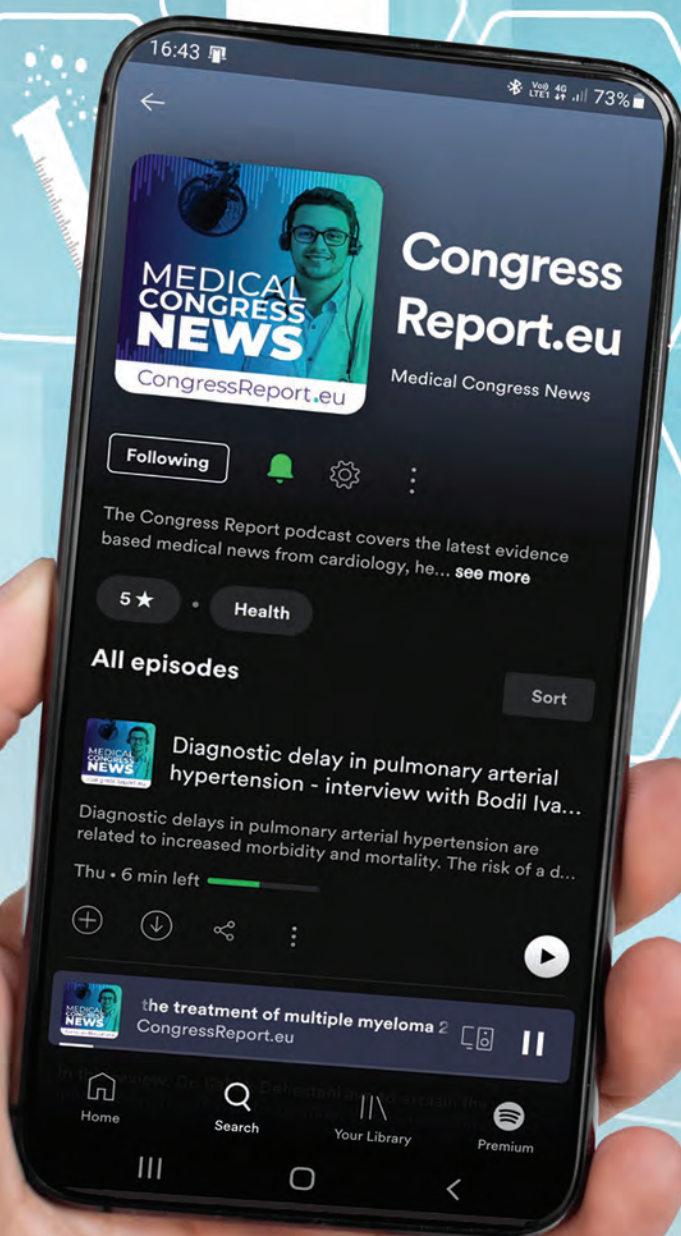 16:43
Vo)) 4G 73%
LTE1
MEDICAL
CONGRESS
NEWS
CongressReport.eu
Congress
Report.eu
Medical Congress News
Following
The Congress Report podcast covers the latest evidence
based medical news from cardiology, he... see more
5 ★ • Health
All episodes
Sort
MEDICAL
CONGRESS
NEWS
Diagnostic delay in pulmonary arterial
hypertension - interview with Bodil Iva...
Diagnostic delays in pulmonary arterial hypertension are
related to increased morbidity and mortality. The risk of a d...
Thu • 6 min left
MEDICAL
CONGRESS
NEWS
the treatment of multiple myeloma 2
CongressReport.eu
Home
Search
Your Library
Premium